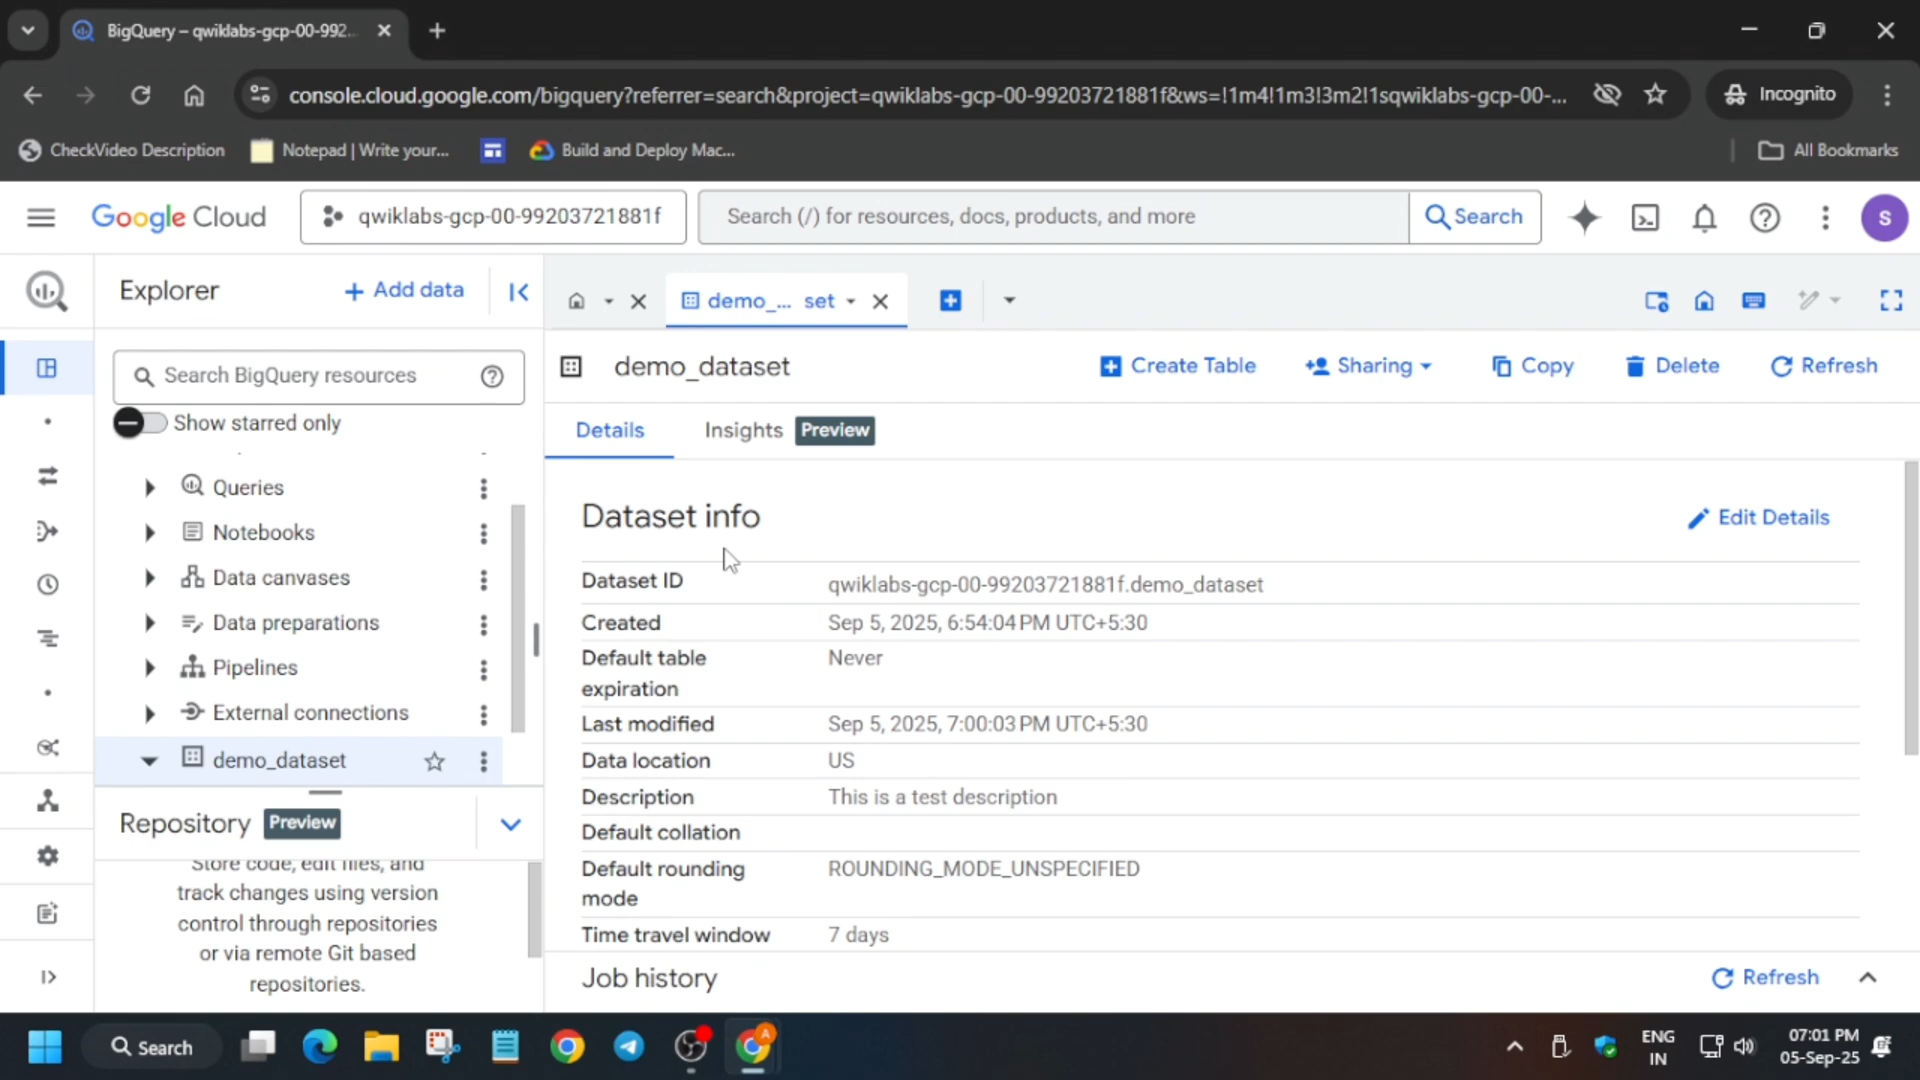 BigQuery – qwiklabs-gcp-00-992...
console.cloud.google.com/bigquery?referrer=search&project=qwiklabs-gcp-00-99203721881f&ws=!1m4!1m3!3m2!1sqwiklabs-gcp-00-...
Incognito
CheckVideo Description
Notepad | Write your...
Build and Deploy Mac...
All Bookmarks
Google Cloud
qwiklabs-gcp-00-99203721881f
Search (/) for resources, docs, products, and more
Search
S
Explorer
+ Add data
demo_... set
Search BigQuery resources
demo_dataset
Create Table
Sharing
Copy
Delete
Refresh
Show starred only
Details
Insights
Preview
Queries
Notebooks
Data canvases
Data preparations
Pipelines
External connections
demo_dataset
Dataset info
Edit Details
Dataset ID qwiklabs-gcp-00-99203721881f.demo_dataset
Created Sep 5, 2025, 6:54:04 PM UTC+5:30
Default table expiration Never
Last modified Sep 5, 2025, 7:00:03 PM UTC+5:30
Data location US
Description This is a test description
Default collation
Default rounding mode ROUNDING_MODE_UNSPECIFIED
Time travel window 7 days
Repository Preview
Store code, edit files, and
track changes using version
control through repositories
or via remote Git based
repositories.
Job history
Refresh
Search
A
ENG
IN
07:01 PM
05-Sep-25